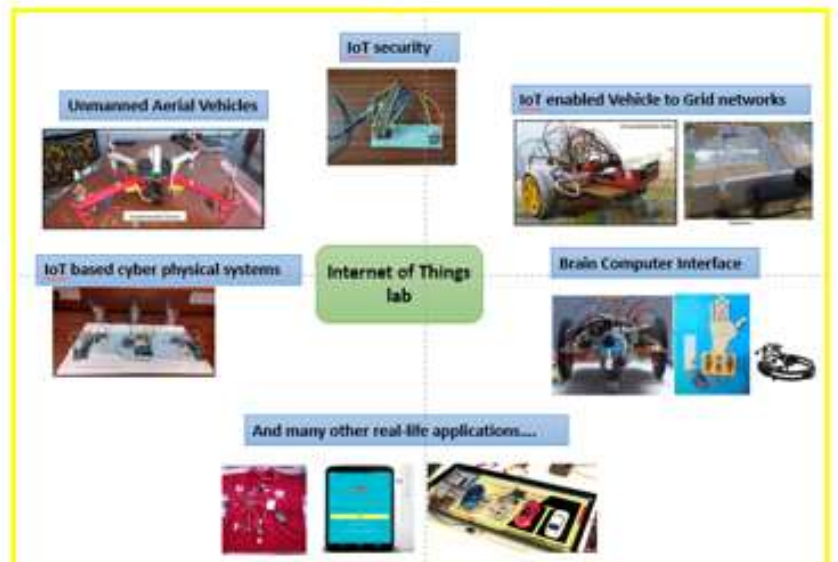 IoT security
Unmanned Aerial Vehicles
IoT enabled Vehicle to Grid networks
IoT based cyber physical systems
Internet of Things
lab
Brain Computer Interface
And many other real-life applications....